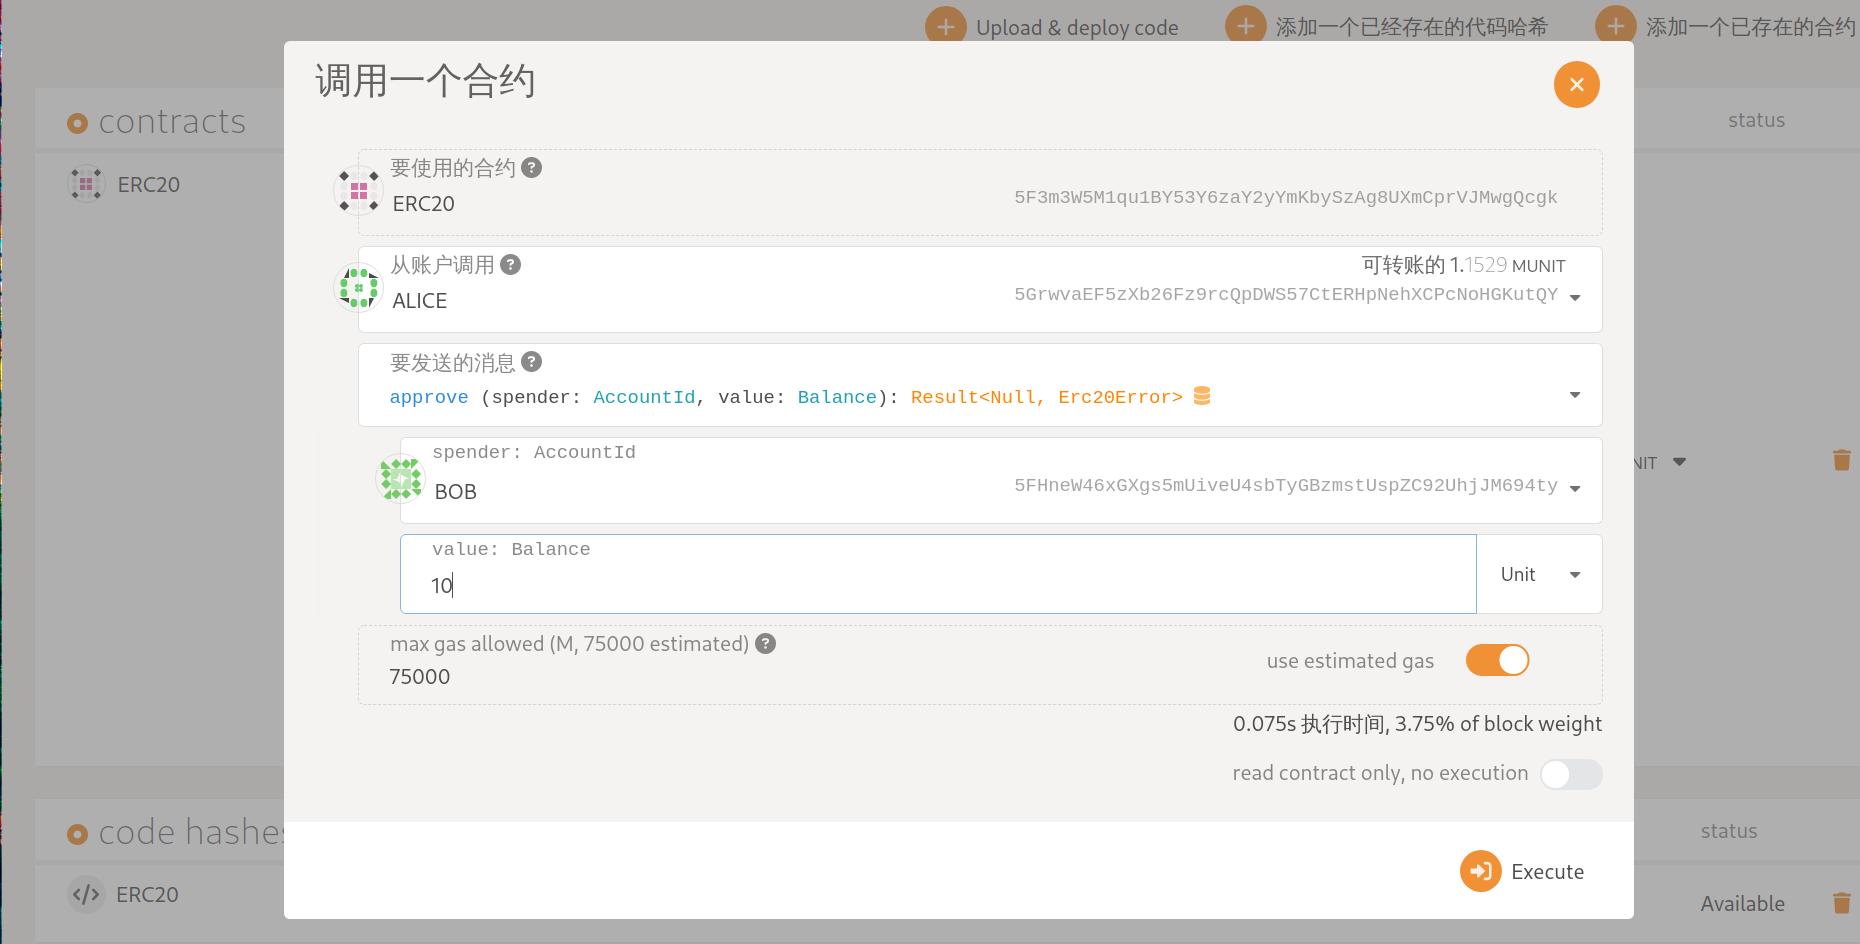 Upload & deploy code 添加一个已经存在的代码哈希 添加一个已存在的合约
调用一个合约
contracts
status
ERC20
要使用的合约
ERC20 5F3m3W5M1qu1BY53Y6zaY2yYmKbySzAg8UXmCprVJMwgQcgk
从账户调用 可转账的 1.1529 MUNIT
ALICE 5GrwvaEF5zXb26Fz9rcQpDWS57CtERHpNehXCPcNoHGKutQY
要发送的消息
approve (spender: AccountId, value: Balance): Result<Null, Erc20Error>
spender: AccountId
NIT
BOB 5FHneW46xGXgs5mUiveU4sbTyGBzmstUspZC92UhjJM694ty
value: Balance
10 Unit
max gas allowed (M, 75000 estimated)
75000 use estimated gas
0.075s 执行时间, 3.75% of block weight
read contract only, no execution
code hashes
status
Execute
ERC20
Available